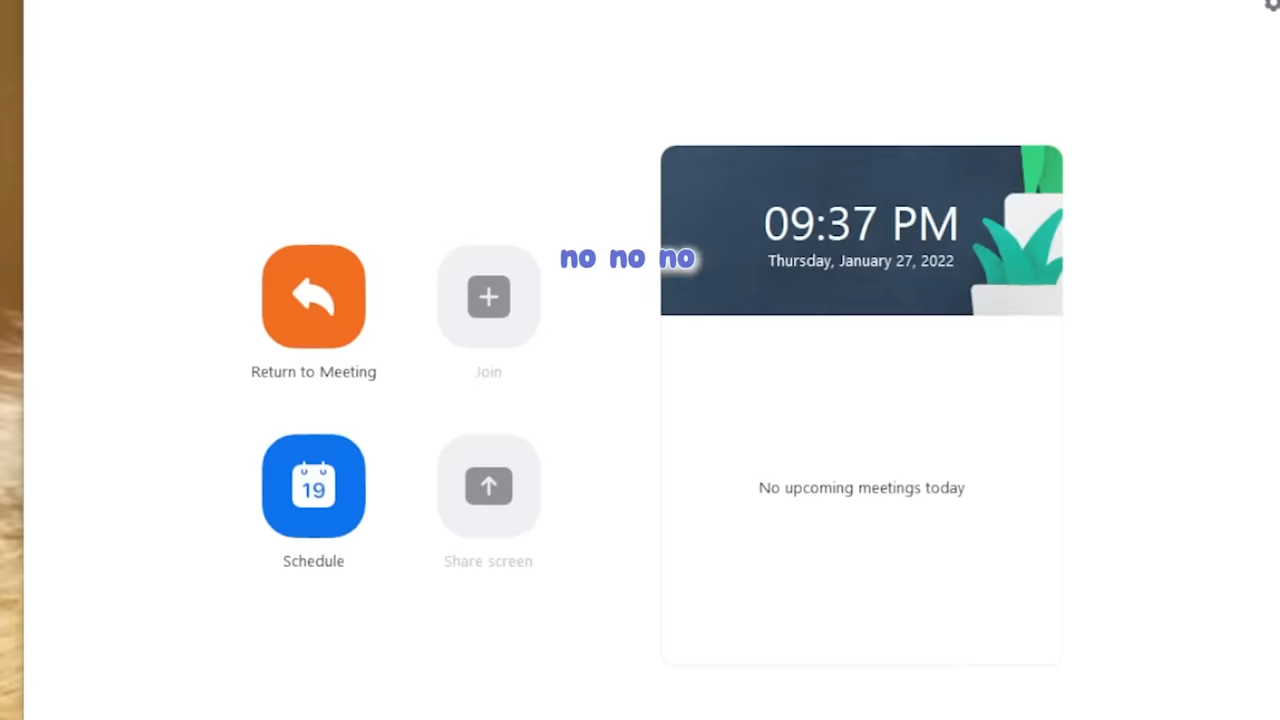 09:37 PM
Thursday, January 27, 2022
no no no
Return to Meeting
Join
19
Schedule
Share screen
No upcoming meetings today